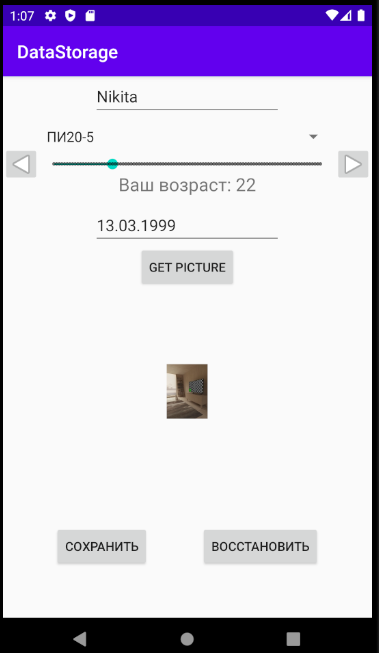 1:07
DataStorage
Nikita
ПИ20-5
Ваш возраст: 22
13.03.1999
GET PICTURE
СОХРАНИТЬ ВОССТАНОВИТЬ